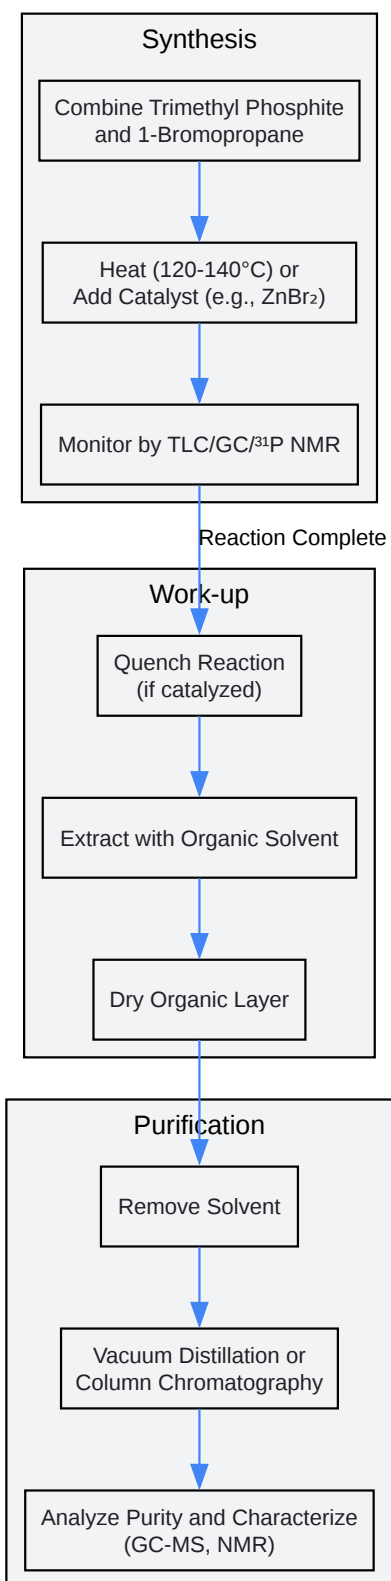 Synthesis
Combine Trimethyl Phosphite
and 1-Bromopropane
Heat (120-140°C) or
Add Catalyst (e.g., ZnBr₂)
Monitor by TLC/GC/³¹P NMR
Reaction Complete
Work-up
Quench Reaction
(if catalyzed)
Extract with Organic Solvent
Dry Organic Layer
Purification
Remove Solvent
Vacuum Distillation or
Column Chromatography
Analyze Purity and Characterize
(GC-MS, NMR)